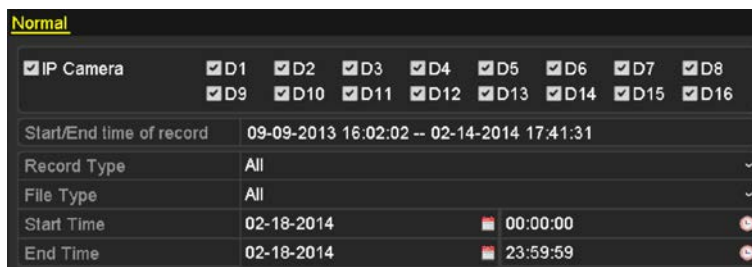 Normal
IP Camera D1 D2 D3 D4 D5 D6 D7 D8
D9 D10 D11 D12 D13 D14 D15 D16
Start/End time of record 09-09-2013 16:02:02 -- 02-14-2014 17:41:31
Record Type All
File Type All
Start Time 02-18-2014 00:00:00
End Time 02-18-2014 23:59:59